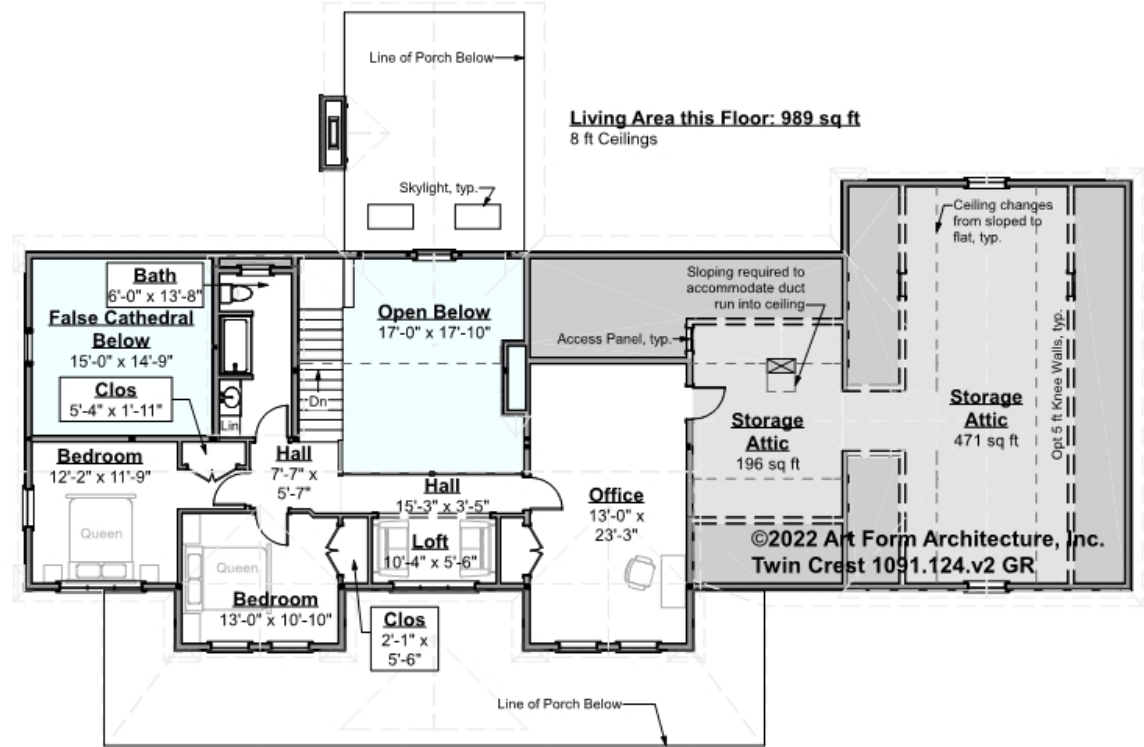 Line of Porch Below
Living Area this Floor: 989 sq ft
8 ft Ceilings
Skylight, typ.
Ceiling changes
from sloped to
flat, typ.
Bath
6'-0" x 13'-8"
False Cathedral
Below
15'-0" x 14'-9"
Open Below
17'-0" x 17'-10"
Sloping required to
accommodate duct
run into ceiling
Access Panel, typ.
Clos
5'-4" x 1'-11"
Dn
Lin
Storage
Attic
196 sq ft
Storage
Attic
471 sq ft
Opt 5 ft Knee Walls, typ.
Bedroom
12'-2" x 11'-9"
Hall
7'-7" x
5'-7"
Hall
15'-3" x 3'-5"
Office
13'-0" x
23'-3"
Queen
Loft
10'-4" x 5'-6"
©2022 Art Form Architecture, Inc.
Twin Crest 1091.124.v2 GR
Queen
Bedroom
13'-0" x 10'-10"
Clos
2'-1" x
5'-6"
Line of Porch Below